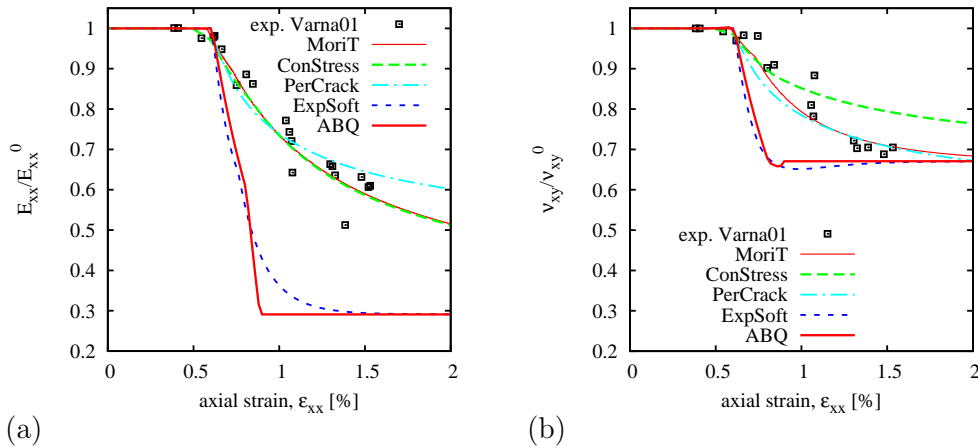 E_xx/E_xx^0
1
0.9
0.8
0.7
0.6
0.5
0.4
0.3
0.2
0
0.5
1
1.5
2
axial strain, ε_xx [%]
exp. Varna01
MoriT
ConStress
PerCrack
ExpSoft
ABQ
(a)
ν_xy/ν_xy^0
1
0.9
0.8
0.7
0.6
0.5
0.4
0.3
0.2
0
0.5
1
1.5
2
axial strain, ε_xx [%]
exp. Varna01
MoriT
ConStress
PerCrack
ExpSoft
ABQ
(b)